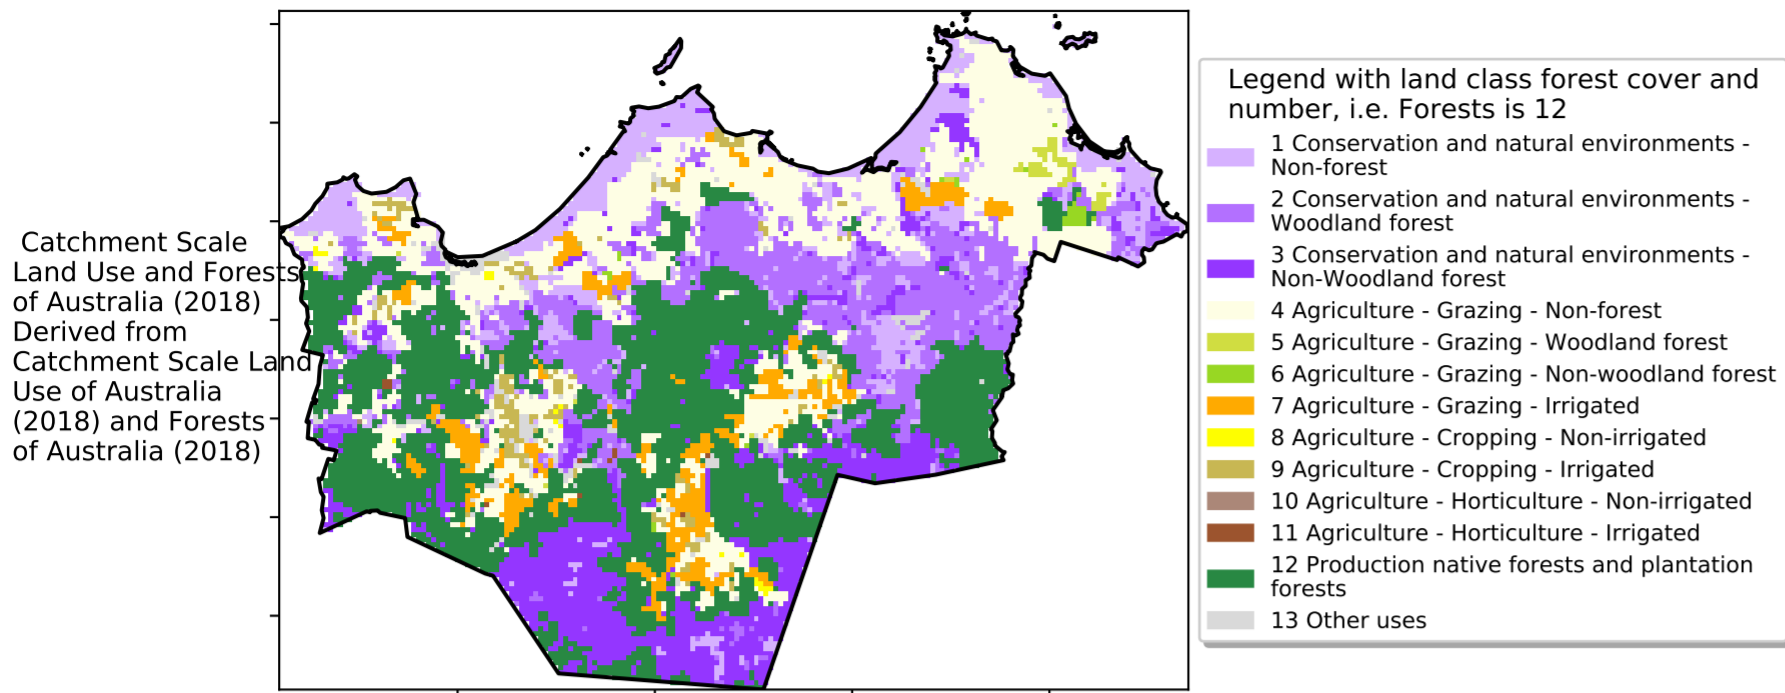 Catchment Scale
Land Use and Forests
of Australia (2018)
Derived from
Catchment Scale Land
Use of Australia
(2018) and Forests
of Australia (2018)
Legend with land class forest cover and
number, i.e. Forests is 12
1 Conservation and natural environments -
Non-forest
2 Conservation and natural environments -
Woodland forest
3 Conservation and natural environments -
Non-Woodland forest
4 Agriculture - Grazing - Non-forest
5 Agriculture - Grazing - Woodland forest
6 Agriculture - Grazing - Non-woodland forest
7 Agriculture - Grazing - Irrigated
8 Agriculture - Cropping - Non-irrigated
9 Agriculture - Cropping - Irrigated
10 Agriculture - Horticulture - Non-irrigated
11 Agriculture - Horticulture - Irrigated
12 Production native forests and plantation
forests
13 Other uses